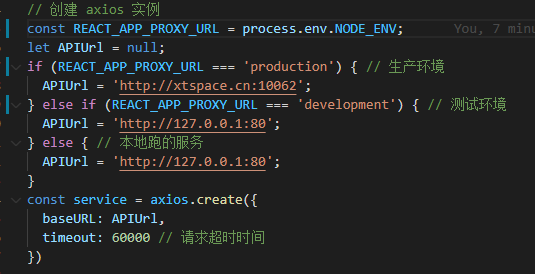 // 创建 axios 实例
const REACT_APP_PROXY_URL = process.env.NODE_ENV; You, 7 minu
let APIUrl = null;
if (REACT_APP_PROXY_URL === 'production') { // 生产环境
APIUrl = 'http://xtspace.cn:10062';
} else if (REACT_APP_PROXY_URL === 'development') { // 测试环境
APIUrl = 'http://127.0.0.1:80';
} else { // 本地跑的服务
APIUrl = 'http://127.0.0.1:80';
}
const service = axios.create({
baseURL: APIUrl,
timeout: 60000 // 请求超时时间
})